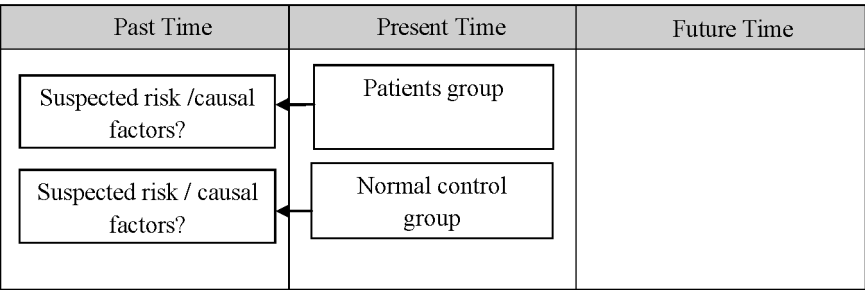 Past Time
Present Time
Future Time
Suspected risk /causal
factors?
Patients group
Suspected risk / causal
factors?
Normal control
group